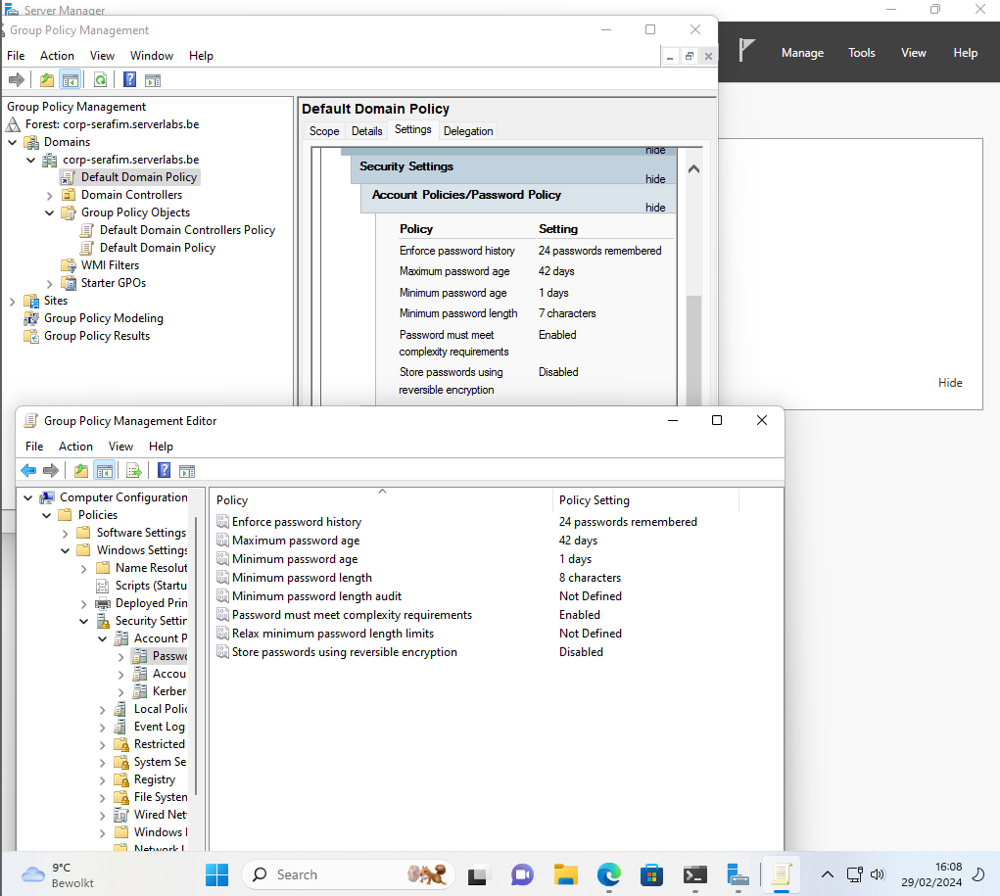 Server Manager
Group Policy Management
File Action View Window Help
Manage Tools View Help
Group Policy Management
Forest: corp-serafim.serverlabs.be
Domains
corp-serafim.serverlabs.be
Default Domain Policy
Domain Controllers
Group Policy Objects
Default Domain Controllers Policy
Default Domain Policy
WMI Filters
Starter GPOs
Sites
Group Policy Modeling
Group Policy Results
Default Domain Policy
Scope Details Settings Delegation
hide
Security Settings
hide
Account Policies/Password Policy
hide
Policy Setting
Enforce password history 24 passwords remembered
Maximum password age 42 days
Minimum password age 1 days
Minimum password length 7 characters
Password must meet Enabled
complexity requirements
Store passwords using Disabled
reversible encryption
Hide
Group Policy Management Editor
File Action View Help
Computer Configuration
Policies
Software Settings
Windows Settings
Name Resolut
Scripts (Startu
Deployed Prin
Security Settin
Account P
Passwo
Accou
Kerber
Local Polic
Event Log
Restricted
System Se
Registry
File System
Wired Net
Windows
Network L
Policy Policy Setting
Enforce password history 24 passwords remembered
Maximum password age 42 days
Minimum password age 1 days
Minimum password length 8 characters
Minimum password length audit Not Defined
Password must meet complexity requirements Enabled
Relax minimum password length limits Not Defined
Store passwords using reversible encryption Disabled
9°C
Bewolkt
Search
16:08
29/02/2024